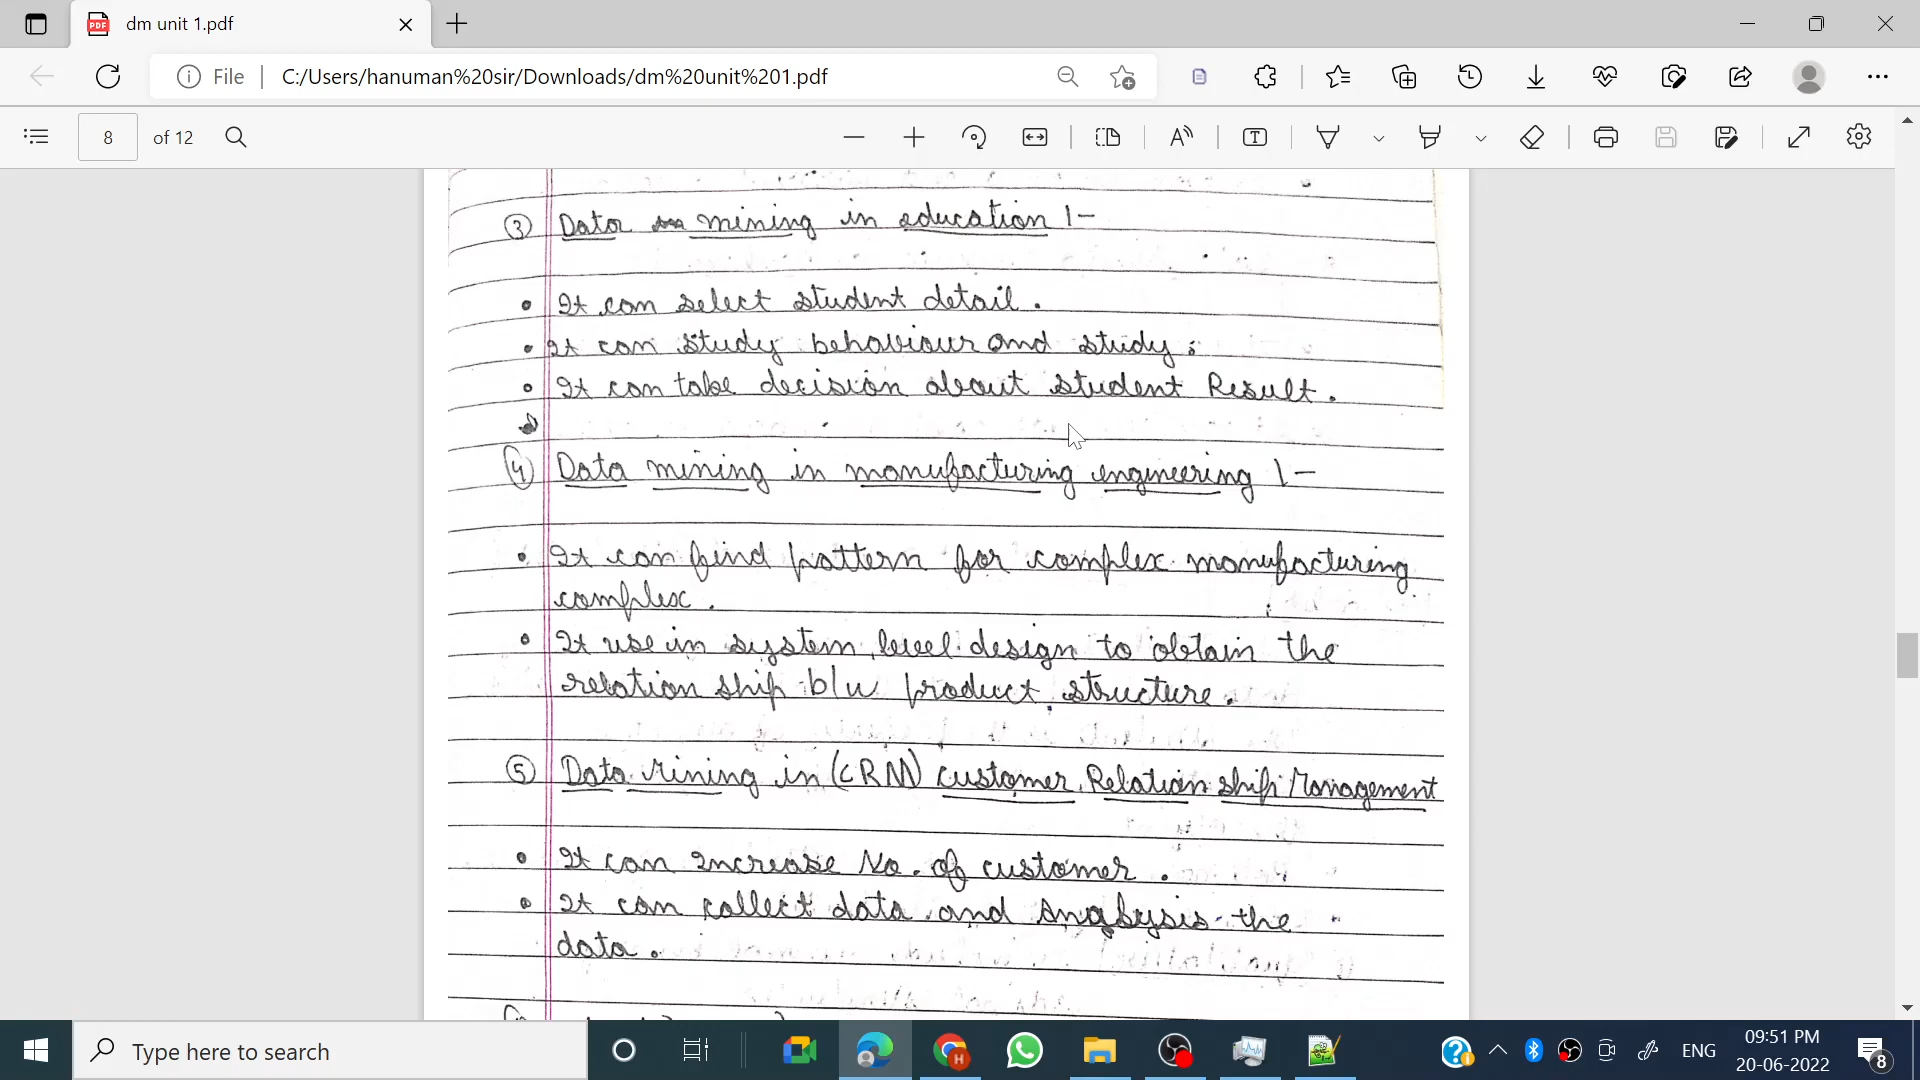 dm unit 1.pdf
File C:/Users/hanuman%20sir/Downloads/dm%20unit%201.pdf
8 of 12
③ Data mining in education :-
• It can select student detail.
• It can study behaviour and study.
• It can take decision about student Result.
④ Data mining in manufacturing engineering :-
• It can find pattern for complex manufacturing
complex.
• It use in system level design to obtain the
relation ship b/w product structure.
⑤ Data Mining in (CRM) Customer Relation ship Management
• It can increase No. of customer.
• It can collect data and Analysis the
data.
Type here to search
ENG
09:51 PM
20-06-2022
8